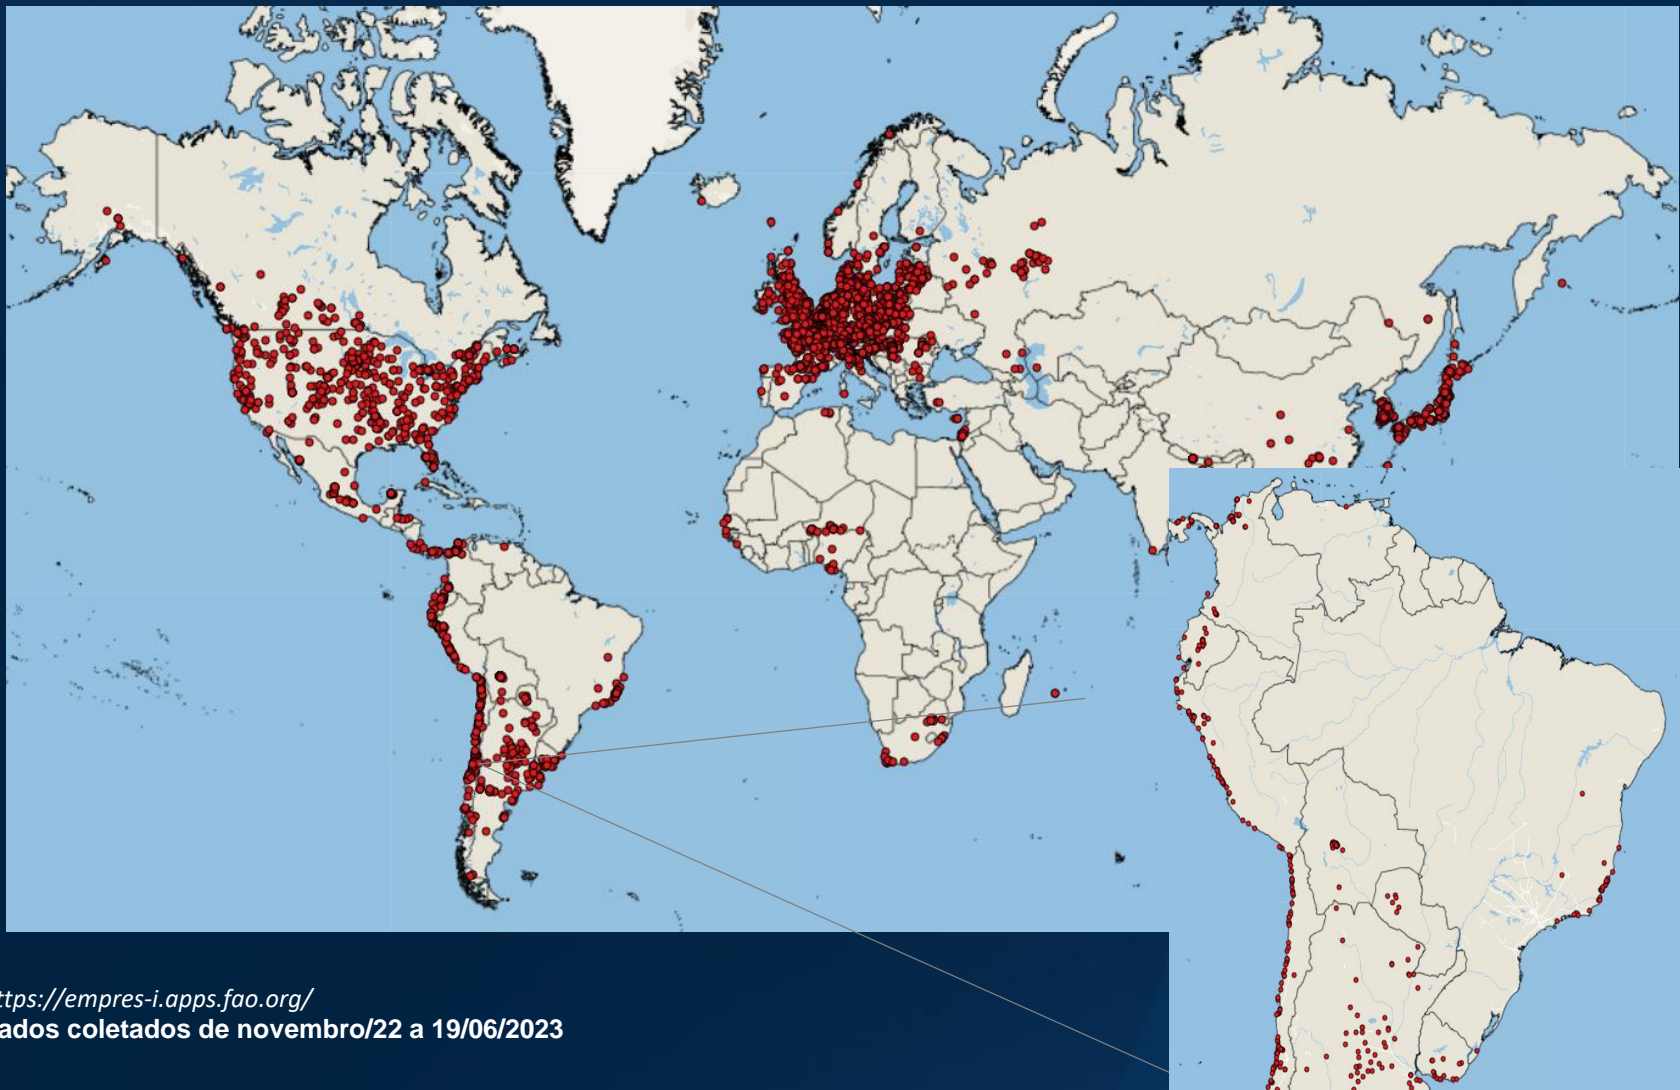 ttps://empres-i.apps.fao.org/
ados coletados de novembro/22 a 19/06/2023